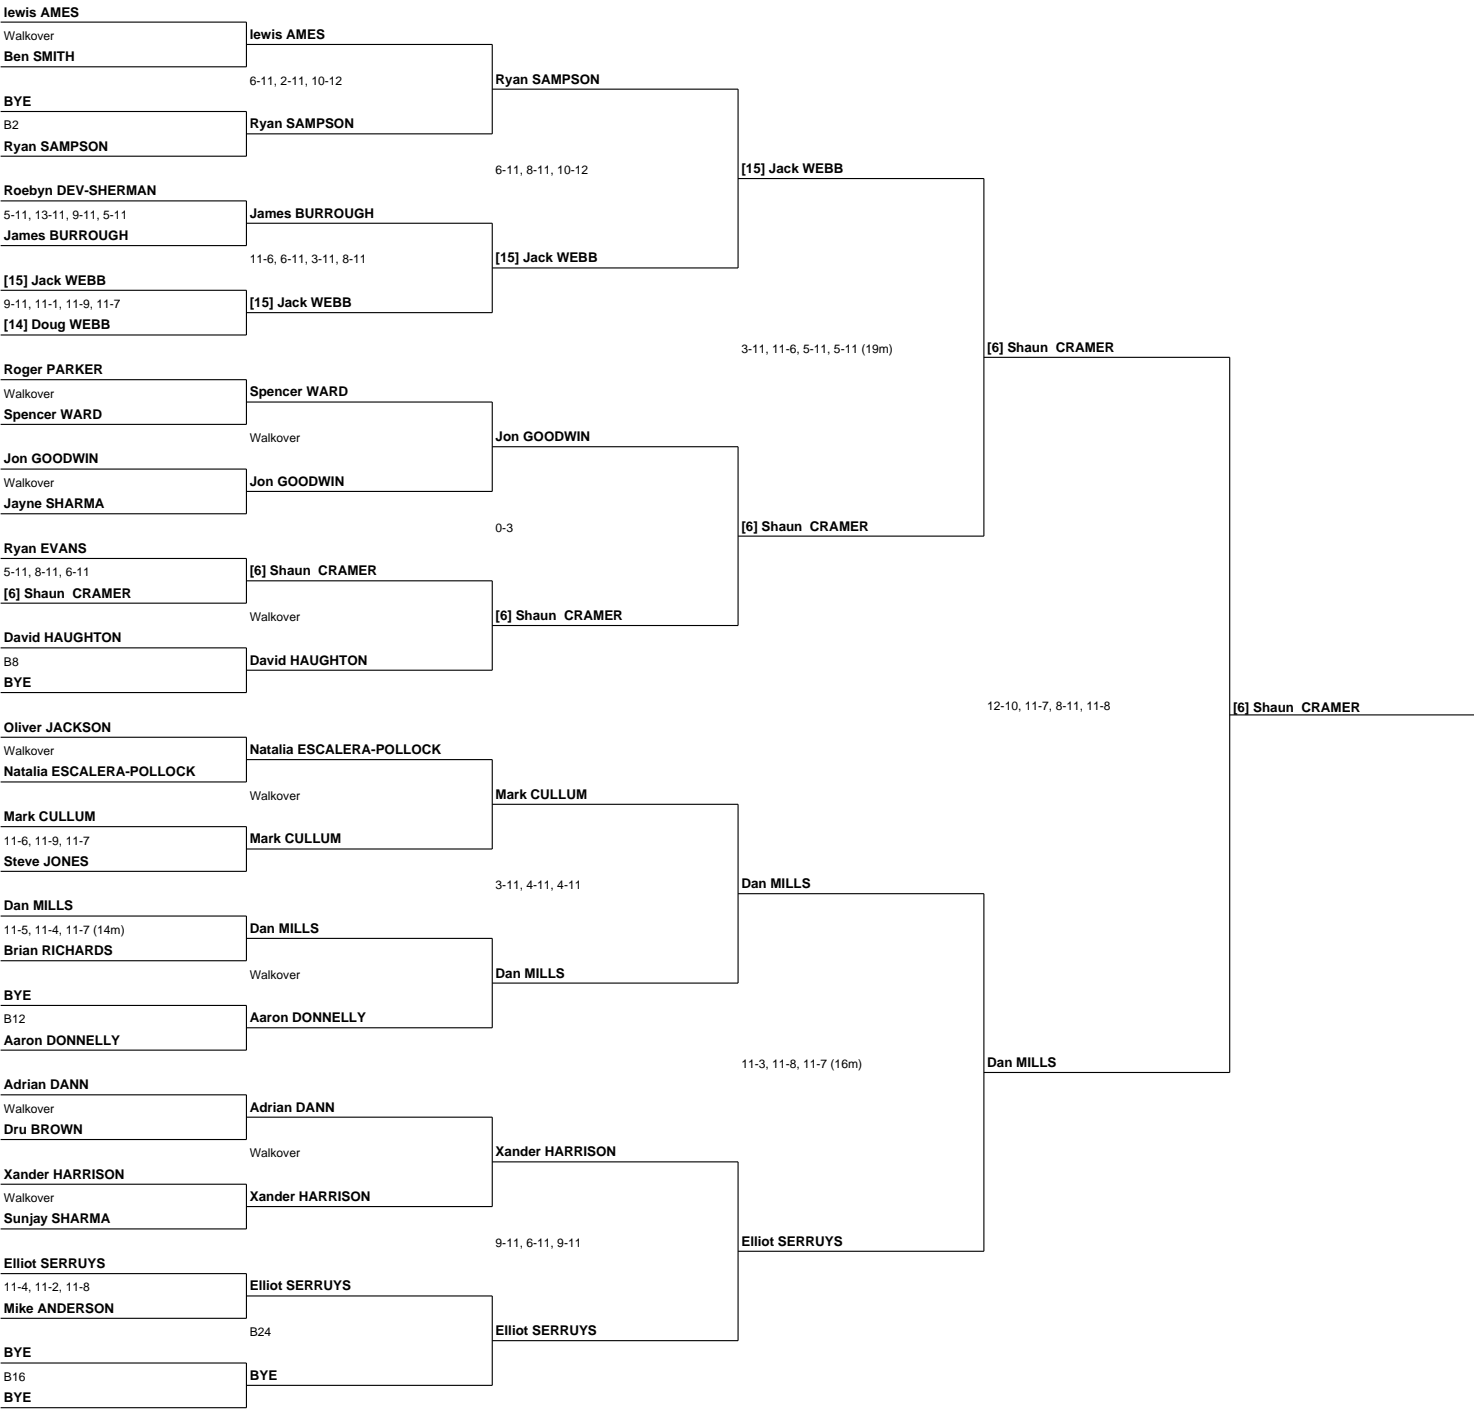 lewis AMES
Walkover
Ben SMITH
lewis AMES
6-11, 2-11, 10-12
BYE
B2
Ryan SAMPSON
Ryan SAMPSON
Ryan SAMPSON
6-11, 8-11, 10-12
Roebyn DEV-SHERMAN
5-11, 13-11, 9-11, 5-11
James BURROUGH
James BURROUGH
11-6, 6-11, 3-11, 8-11
[15] Jack WEBB
9-11, 11-1, 11-9, 11-7
[14] Doug WEBB
[15] Jack WEBB
[15] Jack WEBB
[15] Jack WEBB
3-11, 11-6, 5-11, 5-11 (19m)
Roger PARKER
Walkover
Spencer WARD
Spencer WARD
Walkover
Jon GOODWIN
Walkover
Jayne SHARMA
Jon GOODWIN
Jon GOODWIN
0-3
Ryan EVANS
5-11, 8-11, 6-11
[6] Shaun  CRAMER
[6] Shaun  CRAMER
Walkover
David HAUGHTON
B8
BYE
David HAUGHTON
[6] Shaun  CRAMER
[6] Shaun  CRAMER
[6] Shaun  CRAMER
12-10, 11-7, 8-11, 11-8
[6] Shaun  CRAMER
Oliver JACKSON
Walkover
Natalia ESCALERA-POLLOCK
Natalia ESCALERA-POLLOCK
Walkover
Mark CULLUM
11-6, 11-9, 11-7
Steve JONES
Mark CULLUM
Mark CULLUM
3-11, 4-11, 4-11
Dan MILLS
11-5, 11-4, 11-7 (14m)
Brian RICHARDS
Dan MILLS
Walkover
BYE
B12
Aaron DONNELLY
Aaron DONNELLY
Dan MILLS
Dan MILLS
11-3, 11-8, 11-7 (16m)
Dan MILLS
Adrian DANN
Walkover
Dru BROWN
Adrian DANN
Walkover
Xander HARRISON
Walkover
Sunjay SHARMA
Xander HARRISON
Xander HARRISON
9-11, 6-11, 9-11
Elliot SERRUYS
Elliot SERRUYS
11-4, 11-2, 11-8
Mike ANDERSON
Elliot SERRUYS
B24
Elliot SERRUYS
BYE
B16
BYE
BYE